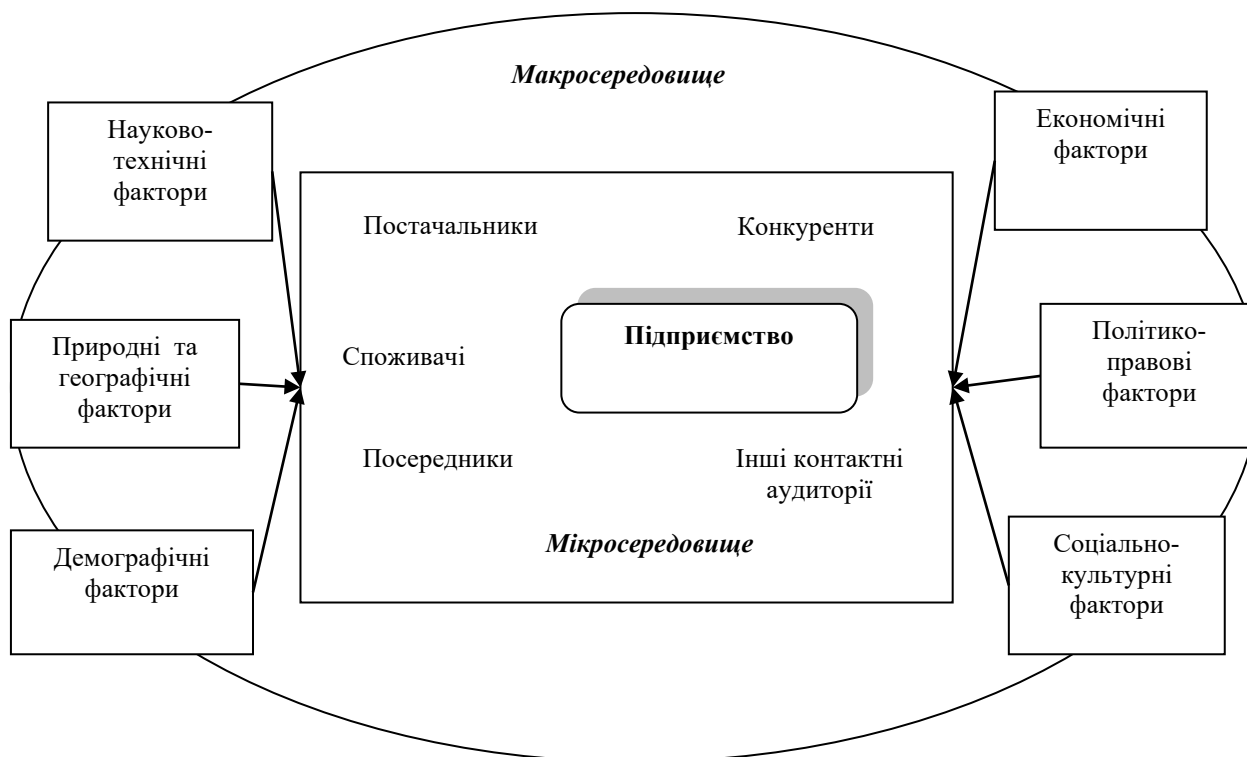 Макросередовище
Науково-
технічні
фактори
Економічні
фактори
Постачальники
Конкуренти
Підприємство
Природні та
географічні
фактори
Споживачі
Політико-
правові
фактори
Посередники
Інші контактні
аудиторії
Мікросередовище
Демографічні
фактори
Соціально-
культурні
фактори